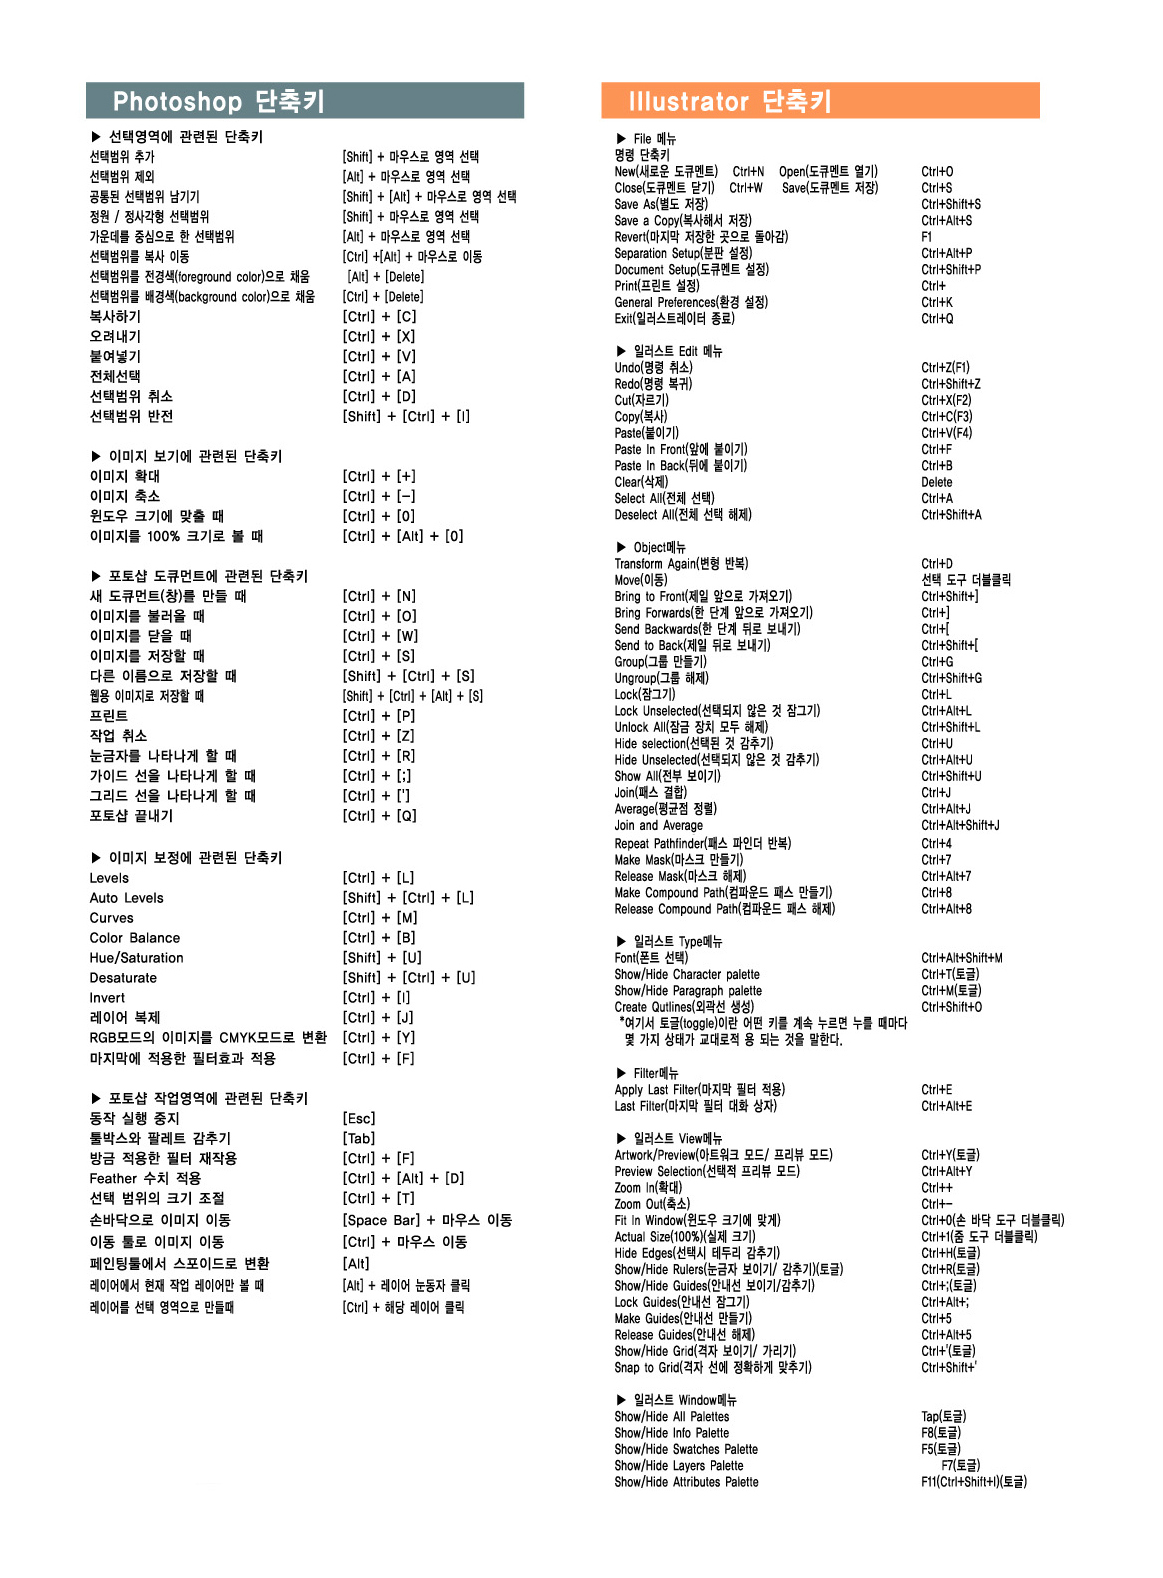 Photoshop 단축키
▶ 선택영역에 관련된 단축키
선택범위 추가 [Shift] + 마우스로 영역 선택
선택범위 제외 [Alt] + 마우스로 영역 선택
공통된 선택범위 남기기 [Shift] + [Alt] + 마우스로 영역 선택
정원 / 정사각형 선택범위 [Shift] + 마우스로 영역 선택
가운데를 중심으로 한 선택범위 [Alt] + 마우스로 영역 선택
선택범위를 복사 이동 [Ctrl] +[Alt] + 마우스로 이동
선택범위를 전경색(foreground color)으로 채움 [Alt] + [Delete]
선택범위를 배경색(background color)으로 채움 [Ctrl] + [Delete]
복사하기 [Ctrl] + [C]
오려내기 [Ctrl] + [X]
붙여넣기 [Ctrl] + [V]
전체선택 [Ctrl] + [A]
선택범위 취소 [Ctrl] + [D]
선택범위 반전 [Shift] + [Ctrl] + [I]
▶ 이미지 보기에 관련된 단축키
이미지 확대 [Ctrl] + [+]
이미지 축소 [Ctrl] + [−]
윈도우 크기에 맞출 때 [Ctrl] + [0]
이미지를 100% 크기로 볼 때 [Ctrl] + [Alt] + [0]
▶ 포토샵 도큐먼트에 관련된 단축키
새 도큐먼트(창)를 만들 때 [Ctrl] + [N]
이미지를 불러올 때 [Ctrl] + [O]
이미지를 닫을 때 [Ctrl] + [W]
이미지를 저장할 때 [Ctrl] + [S]
다른 이름으로 저장할 때 [Shift] + [Ctrl] + [S]
웹용 이미지로 저장할 때 [Shift] + [Ctrl] + [Alt] + [S]
프린트 [Ctrl] + [P]
작업 취소 [Ctrl] + [Z]
눈금자를 나타나게 할 때 [Ctrl] + [R]
가이드 선을 나타나게 할 때 [Ctrl] + [;]
그리드 선을 나타나게 할 때 [Ctrl] + [']
포토샵 끝내기 [Ctrl] + [Q]
▶ 이미지 보정에 관련된 단축키
Levels [Ctrl] + [L]
Auto Levels [Shift] + [Ctrl] + [L]
Curves [Ctrl] + [M]
Color Balance [Ctrl] + [B]
Hue/Saturation [Shift] + [U]
Desaturate [Shift] + [Ctrl] + [U]
Invert [Ctrl] + [I]
레이어 복제 [Ctrl] + [J]
RGB모드의 이미지를 CMYK모드로 변환 [Ctrl] + [Y]
마지막에 적용한 필터효과 적용 [Ctrl] + [F]
▶ 포토샵 작업영역에 관련된 단축키
동작 실행 중지 [Esc]
툴박스와 팔레트 감추기 [Tab]
방금 적용한 필터 재작용 [Ctrl] + [F]
Feather 수치 적용 [Ctrl] + [Alt] + [D]
선택 범위의 크기 조절 [Ctrl] + [T]
손바닥으로 이미지 이동 [Space Bar] + 마우스 이동
이동 툴로 이미지 이동 [Ctrl] + 마우스 이동
페인팅툴에서 스포이드로 변환 [Alt]
레이어에서 현재 작업 레이어만 볼 때 [Alt] + 레이어 눈동자 클릭
레이어를 선택 영역으로 만들때 [Ctrl] + 해당 레이어 클릭
Illustrator 단축키
▶ File 메뉴
명령 단축키
New(새로운 도큐멘트) Ctrl+N Open(도큐멘트 열기) Ctrl+O
Close(도큐멘트 닫기) Ctrl+W Save(도큐멘트 저장) Ctrl+S
Save As(별도 저장) Ctrl+Shift+S
Save a Copy(복사해서 저장) Ctrl+Alt+S
Revert(마지막 저장한 곳으로 돌아감) F1
Separation Setup(분판 설정) Ctrl+Alt+P
Document Setup(도큐멘트 설정) Ctrl+Shift+P
Print(프린트 설정) Ctrl+
General Preferences(환경 설정) Ctrl+K
Exit(일러스트레이터 종료) Ctrl+Q
▶ 일러스트 Edit 메뉴
Undo(명령 취소) Ctrl+Z(F1)
Redo(명령 복귀) Ctrl+Shift+Z
Cut(자르기) Ctrl+X(F2)
Copy(복사) Ctrl+C(F3)
Paste(붙이기) Ctrl+V(F4)
Paste In Front(앞에 붙이기) Ctrl+F
Paste In Back(뒤에 붙이기) Ctrl+B
Clear(삭제) Delete
Select All(전체 선택) Ctrl+A
Deselect All(전체 선택 해제) Ctrl+Shift+A
▶ Object메뉴
Transform Again(변형 반복) Ctrl+D
Move(이동) 선택 도구 더블클릭
Bring to Front(제일 앞으로 가져오기) Ctrl+Shift+]
Bring Forwards(한 단계 앞으로 가져오기) Ctrl+]
Send Backwards(한 단계 뒤로 보내기) Ctrl+[
Send to Back(제일 뒤로 보내기) Ctrl+Shift+[
Group(그룹 만들기) Ctrl+G
Ungroup(그룹 해제) Ctrl+Shift+G
Lock(잠그기) Ctrl+L
Lock Unselected(선택되지 않은 것 잠그기) Ctrl+Alt+L
Unlock All(잠금 장치 모두 해제) Ctrl+Shift+L
Hide selection(선택된 것 감추기) Ctrl+U
Hide Unselected(선택되지 않은 것 감추기) Ctrl+Alt+U
Show All(전부 보이기) Ctrl+Shift+U
Join(패스 결합) Ctrl+J
Average(평균점 정렬) Ctrl+Alt+J
Join and Average Ctrl+Alt+Shift+J
Repeat Pathfinder(패스 파인더 반복) Ctrl+4
Make Mask(마스크 만들기) Ctrl+7
Release Mask(마스크 해제) Ctrl+Alt+7
Make Compound Path(컴파운드 패스 만들기) Ctrl+8
Release Compound Path(컴파운드 패스 해제) Ctrl+Alt+8
▶ 일러스트 Type메뉴
Font(폰트 선택) Ctrl+Alt+Shift+M
Show/Hide Character palette Ctrl+T(토글)
Show/Hide Paragraph palette Ctrl+M(토글)
Create Qutlines(외곽선 생성) Ctrl+Shift+O
*여기서 토글(toggle)이란 어떤 키를 계속 누르면 누를 때마다
몇 가지 상태가 교대로적 용 되는 것을 말한다.
▶ Filter메뉴
Apply Last Filter(마지막 필터 적용) Ctrl+E
Last Filter(마지막 필터 대화 상자) Ctrl+Alt+E
▶ 일러스트 View메뉴
Artwork/Preview(아트워크 모드/ 프리뷰 모드) Ctrl+Y(토글)
Preview Selection(선택적 프리뷰 모드) Ctrl+Alt+Y
Zoom In(확대) Ctrl++
Zoom Out(축소) Ctrl+−
Fit In Window(윈도우 크기에 맞게) Ctrl+0(손 바닥 도구 더블클릭)
Actual Size(100%)(실제 크기) Ctrl+1(줌 도구 더블클릭)
Hide Edges(선택시 테두리 감추기) Ctrl+H(토글)
Show/Hide Rulers(눈금자 보이기/ 감추기)(토글) Ctrl+R(토글)
Show/Hide Guides(안내선 보이기/감추기) Ctrl+;(토글)
Lock Guides(안내선 잠그기) Ctrl+Alt+;
Make Guides(안내선 만들기) Ctrl+5
Release Guides(안내선 해제) Ctrl+Alt+5
Show/Hide Grid(격자 보이기/ 가리기) Ctrl+'(토글)
Snap to Grid(격자 선에 정확하게 맞추기) Ctrl+Shift+'
▶ 일러스트 Window메뉴
Show/Hide All Palettes Tap(토글)
Show/Hide Info Palette F8(토글)
Show/Hide Swatches Palette F5(토글)
Show/Hide Layers Palette F7(토글)
Show/Hide Attributes Palette F11(Ctrl+Shift+I)(토글)